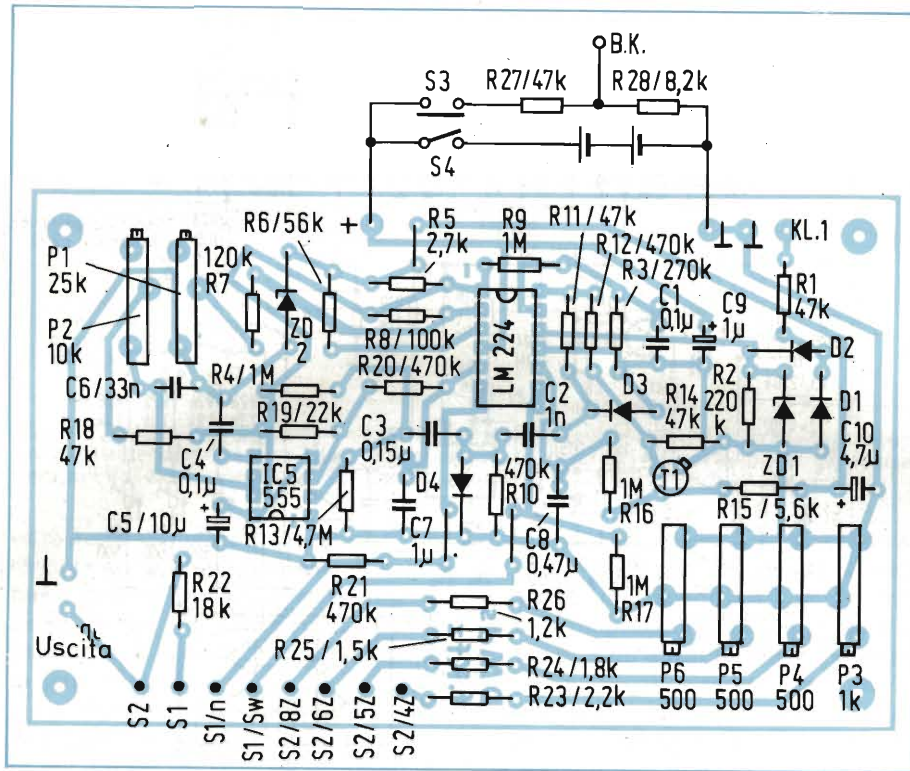 B.K.
S3
R27/47k
R28/8,2k
S4
R6/56k
+
R5
2,7k
R9
1M
R11/47k
R12/470k
R3/270k
KL.1
P1
25k
P2
10k
120k
R7
ZD
2
R8/100k
LM 224
C1
0,1µ
C9
1µ
+
R1
47k
D2
C6/33n
R4/1M
R20/470k
R19/22k
C2
1n
D3
R14
47k
R2
220
k
D1
C10
4,7µ
+
R18
47k
C4
0,1µ
C3
0,15µ
IC5
555
D4
470k
R10
1M
R16
T1
ZD1
R15/5,6k
C5/10µ
+
R13/4,7M
C7
1µ
C8
0,47µ
R22
18k
R21
470k
R26
1,2k
1M
R17
Uscita
R25/1,5k
R24/1,8k
R23/2,2k
P6
500
P5
500
P4
500
P3
1k
S2
S1
S1/n
S1/Sw
S2/8Z
S2/6Z
S2/5Z
S2/4Z